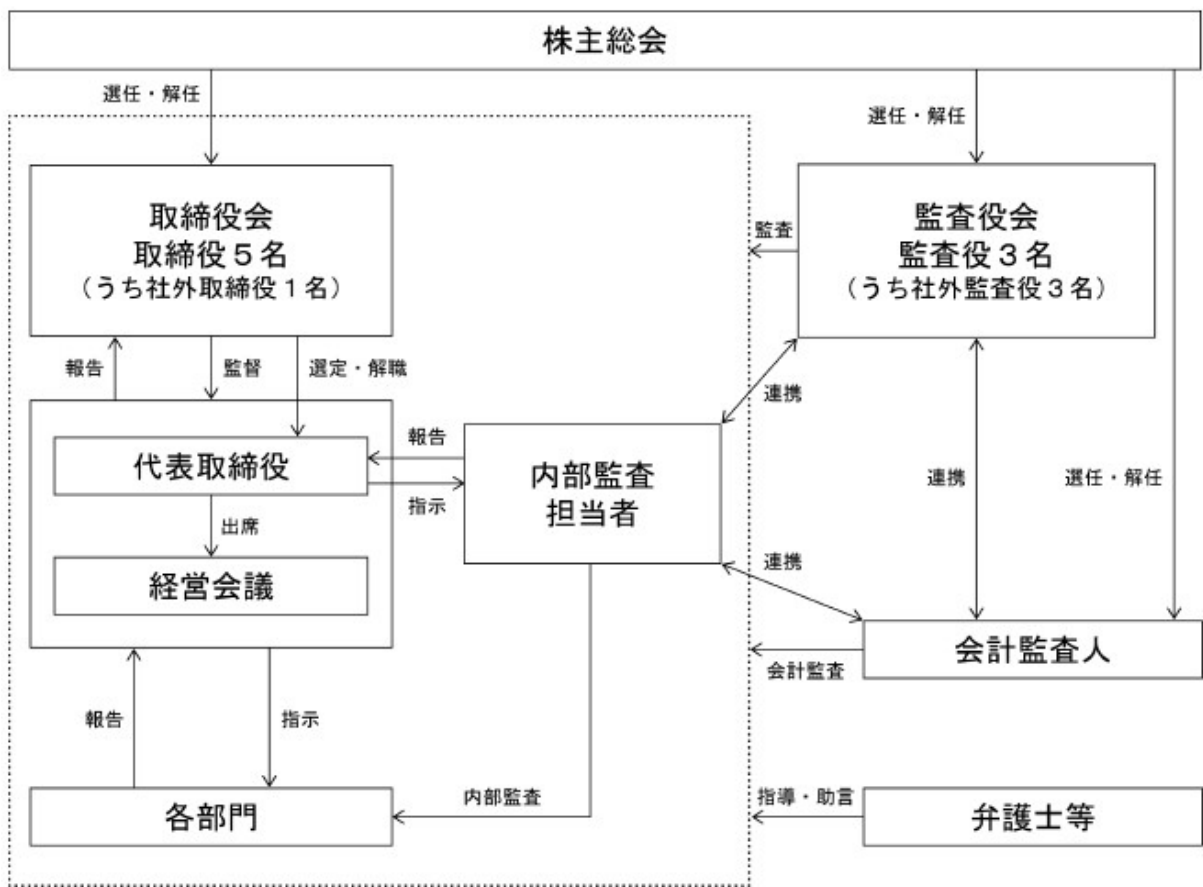 株主総会
選任・解任
選任・解任
取締役会
取締役5名
（うち社外取締役1名）
監査
監査役会
監査役3名
（うち社外監査役3名）
報告
監督
選定・解職
連携
代表取締役
報告
指示
内部監査
担当者
連携
選任・解任
出席
経営会議
連携
会計監査人
会計監査
報告
指示
各部門
内部監査
指導・助言
弁護士等